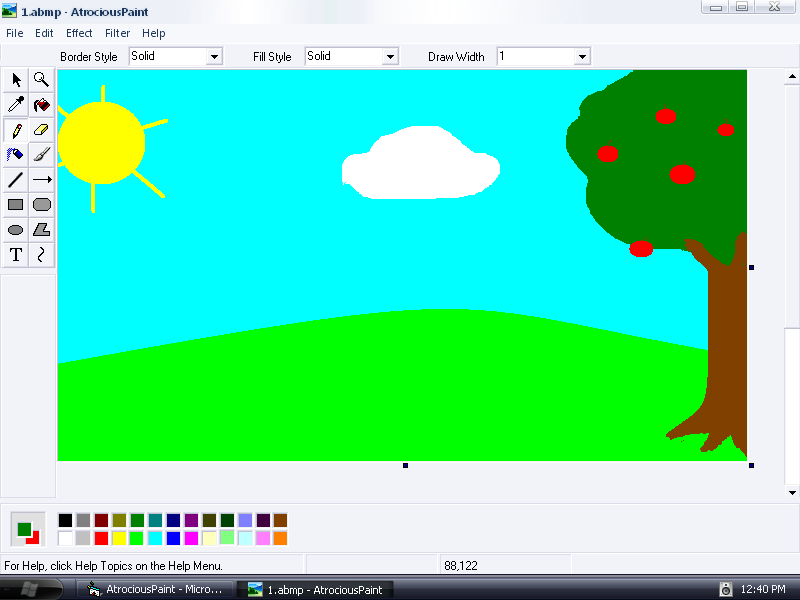 1.abmp - AtrociousPaint
File Edit Effect Filter Help
Border Style Solid Fill Style Solid Draw Width 1
T
For Help, click Help Topics on the Help Menu. 88,122
AtrociousPaint - Micro... 1.abmp - AtrociousPaint 12:40 PM